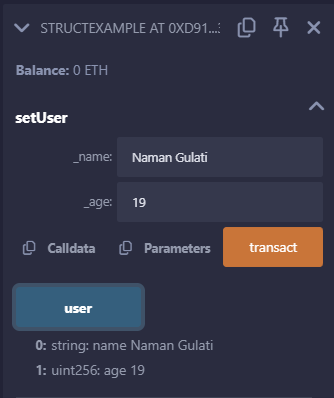 STRUCTEXAMPLE AT 0XD91...3
Balance: 0 ETH
setUser
_name: Naman Gulati
_age: 19
Calldata Parameters transact
user
0: string: name Naman Gulati
1: uint256: age 19